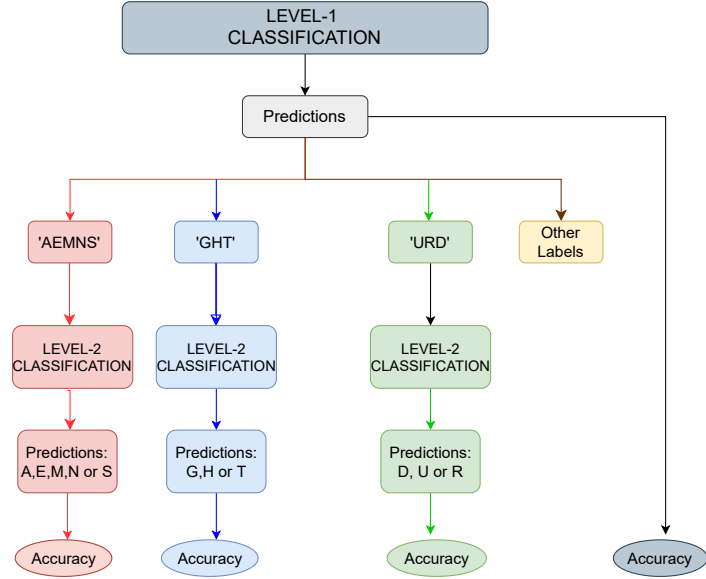 LEVEL-1
CLASSIFICATION
Predictions
'AEMNS'
'GHT'
'URD'
Other
Labels
LEVEL-2
CLASSIFICATION
LEVEL-2
CLASSIFICATION
LEVEL-2
CLASSIFICATION
Predictions:
A,E,M,N or S
Predictions:
G,H or T
Predictions:
D, U or R
Accuracy
Accuracy
Accuracy
Accuracy